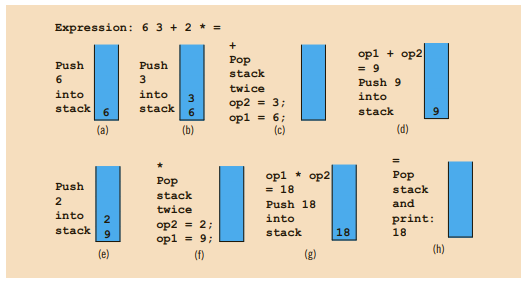 Expression: 6 3 + 2 * =
Push
6
into
stack
6
(a)
Push
3
into
stack
3
6
(b)
+
Pop
stack
twice
op2 = 3;
op1 = 6;
(c)
op1 + op2
= 9
Push 9
into
stack
9
(d)
Push
2
into
stack
2
9
(e)
*
Pop
stack
twice
op2 = 2;
op1 = 9;
(f)
op1 * op2
= 18
Push 18
into
stack
18
(g)
=
Pop
stack
and
print:
18
(h)